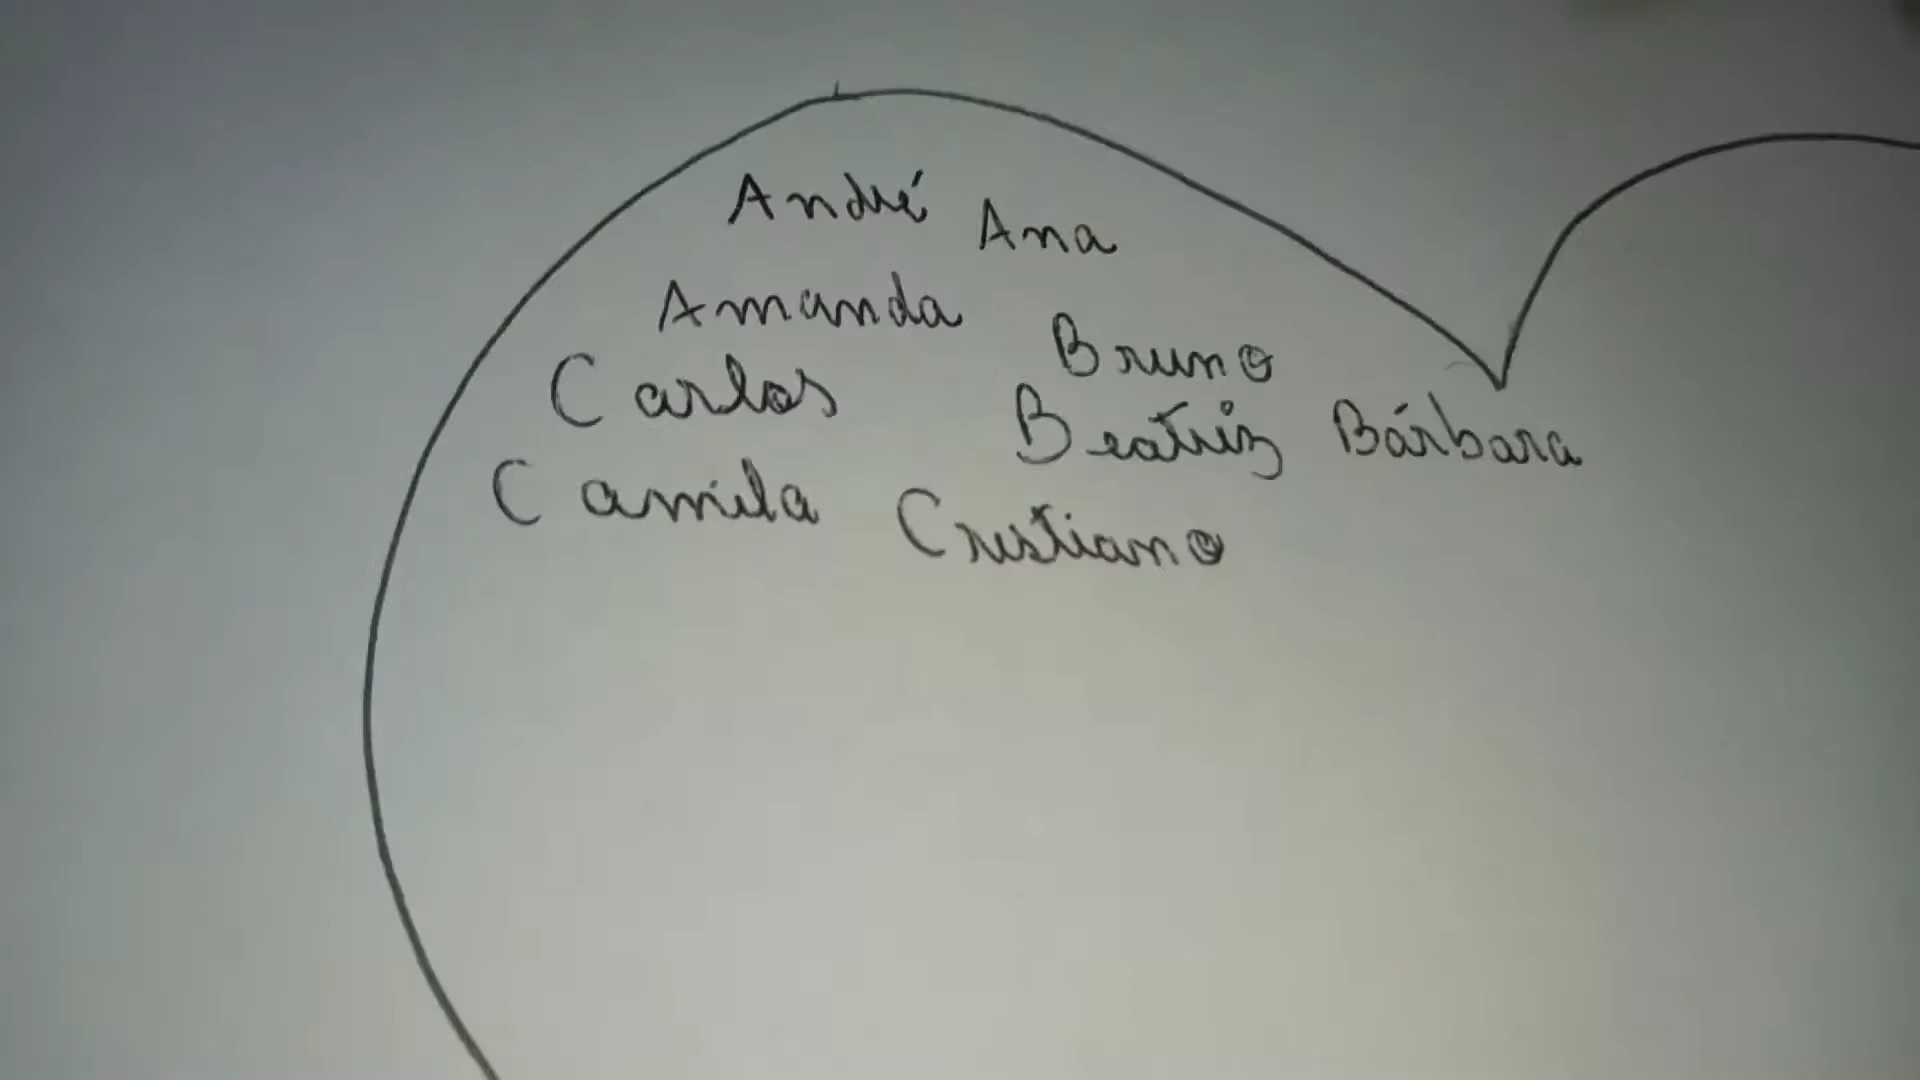 André Ana
Amanda
Bruno
Carlos
Beatriz Bárbara
Camila Cristiano